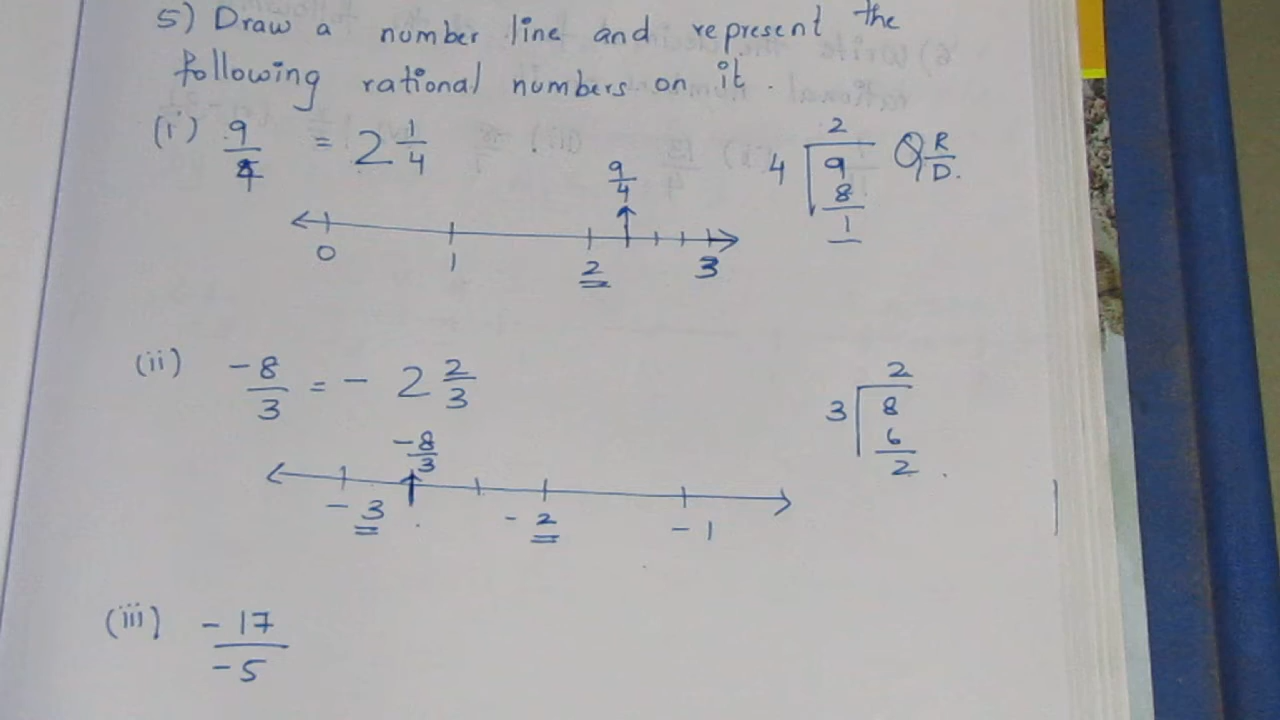 5) Draw a number line and represent the
following rational numbers on it.
(i) 9/4 = 2 1/4
4 2 9 8 1 Q R/D.
9/4
0 1 2 3
(ii) -8/3 = - 2 2/3
3 2 8 6 2
-8/3
-3 -2 -1
(iii) -17/-5